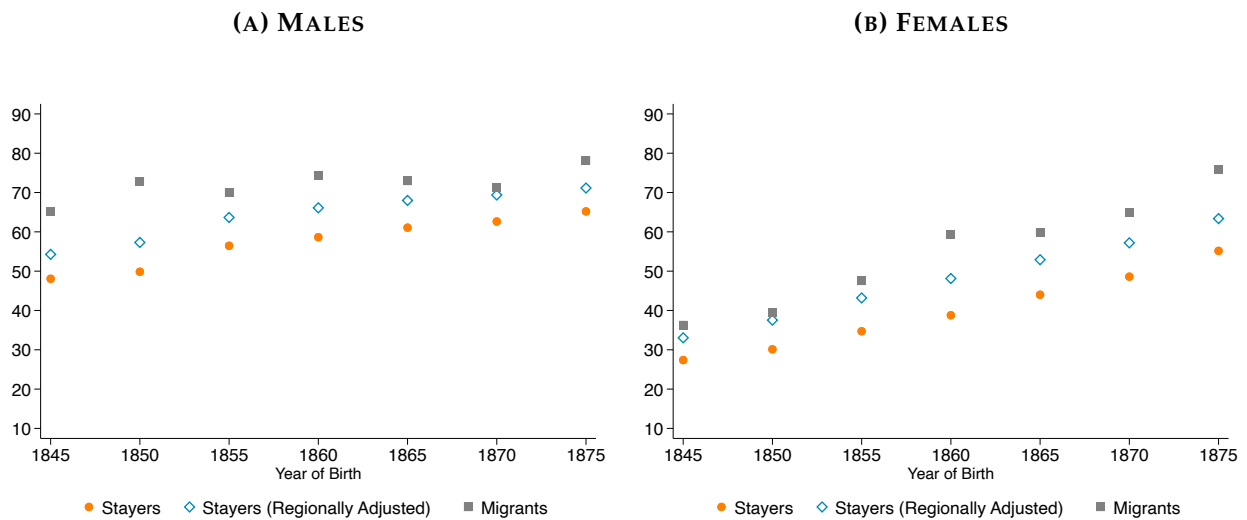 (A) MALES
90
80
70
60
50
40
30
20
10
1845 1850 1855 1860 1865 1870 1875
Year of Birth
Stayers Stayers (Regionally Adjusted) Migrants
(B) FEMALES
90
80
70
60
50
40
30
20
10
1845 1850 1855 1860 1865 1870 1875
Year of Birth
Stayers Stayers (Regionally Adjusted) Migrants